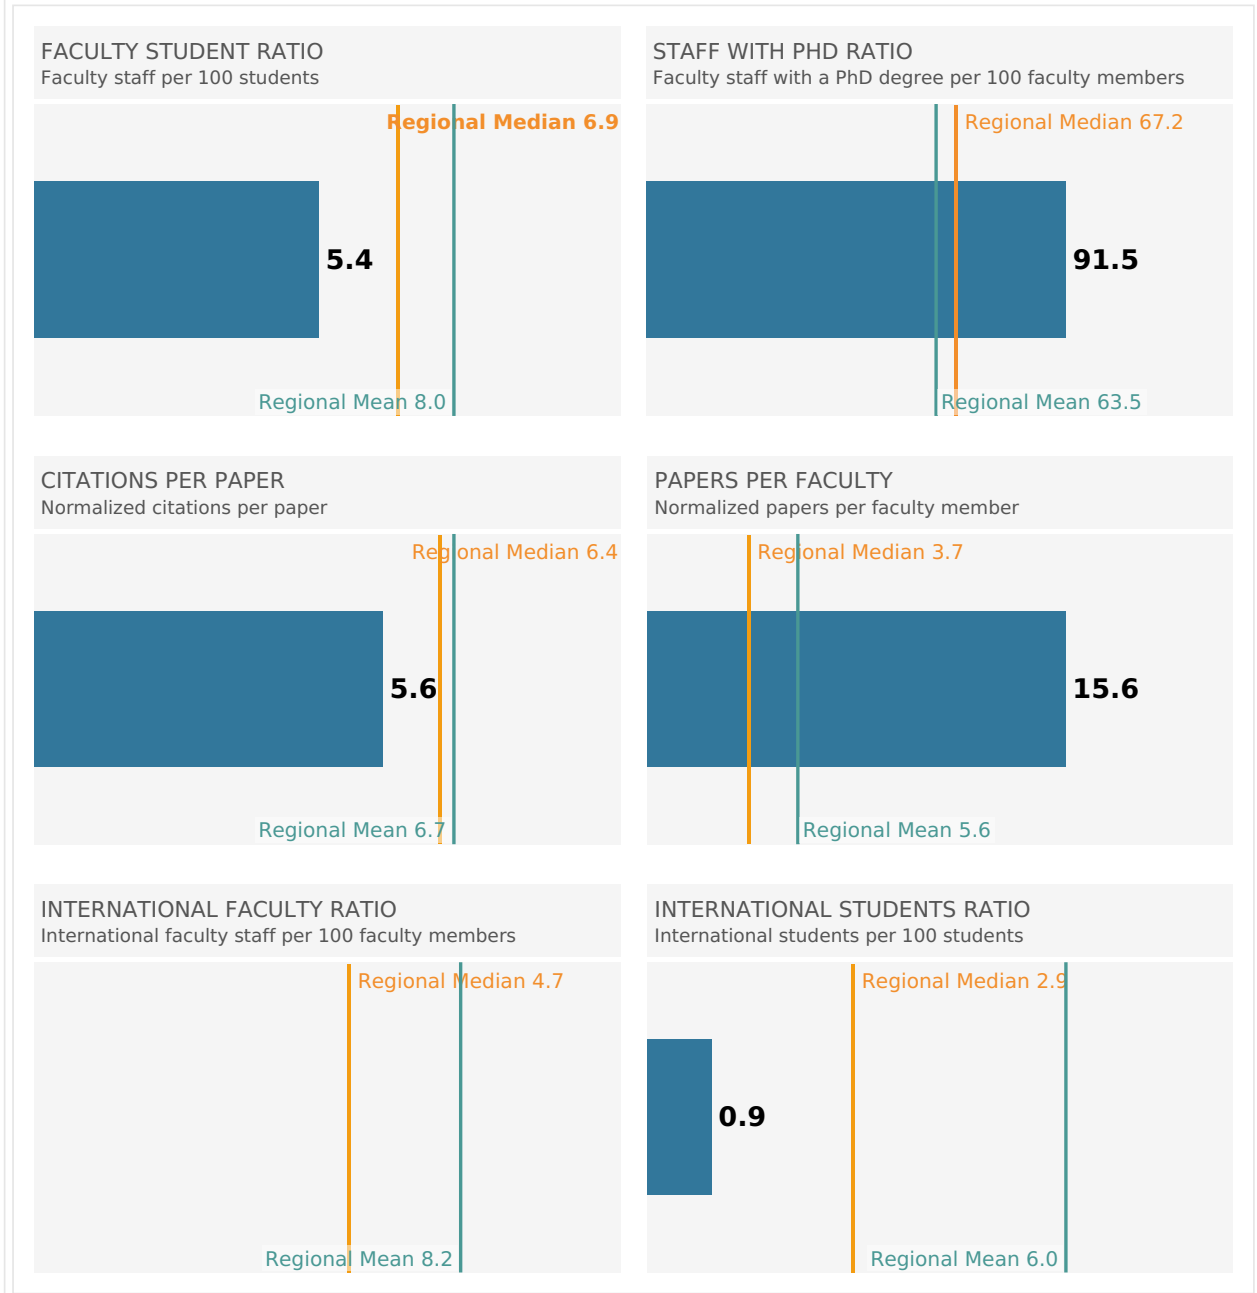 FACULTY STUDENT RATIO
Faculty staff per 100 students
Regional Median 6.9
5.4
Regional Mean 8.0
STAFF WITH PHD RATIO
Faculty staff with a PhD degree per 100 faculty members
Regional Median 67.2
91.5
Regional Mean 63.5
CITATIONS PER PAPER
Normalized citations per paper
Regional Median 6.4
5.6
Regional Mean 6.7
PAPERS PER FACULTY
Normalized papers per faculty member
Regional Median 3.7
15.6
Regional Mean 5.6
INTERNATIONAL FACULTY RATIO
International faculty staff per 100 faculty members
Regional Median 4.7
Regional Mean 8.2
INTERNATIONAL STUDENTS RATIO
International students per 100 students
Regional Median 2.9
0.9
Regional Mean 6.0